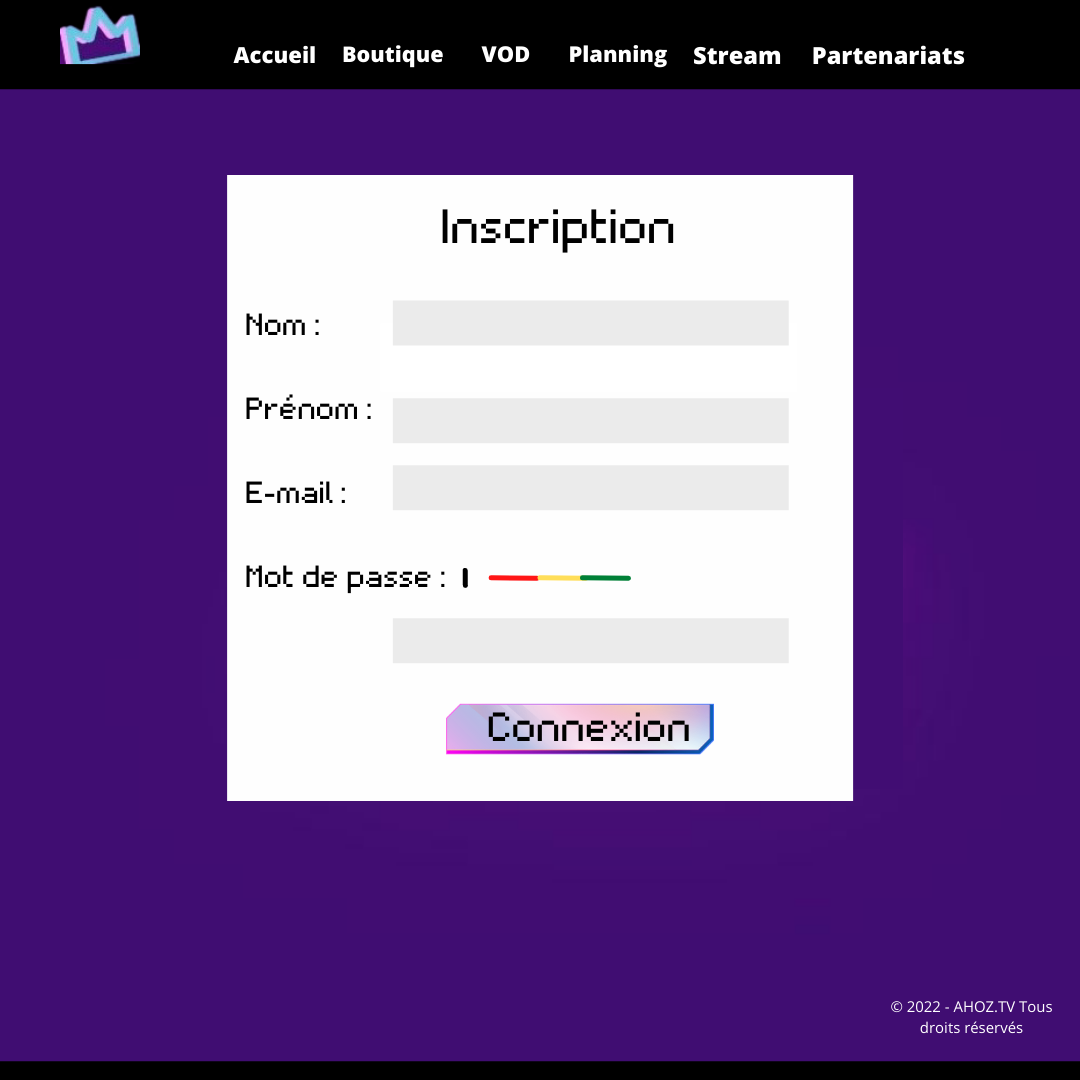 Accueil Boutique VOD Planning Stream Partenariats
Inscription
Nom :
Prénom :
E-mail :
Mot de passe :
Connexion
© 2022 - AHOZ.TV Tous
droits réservés